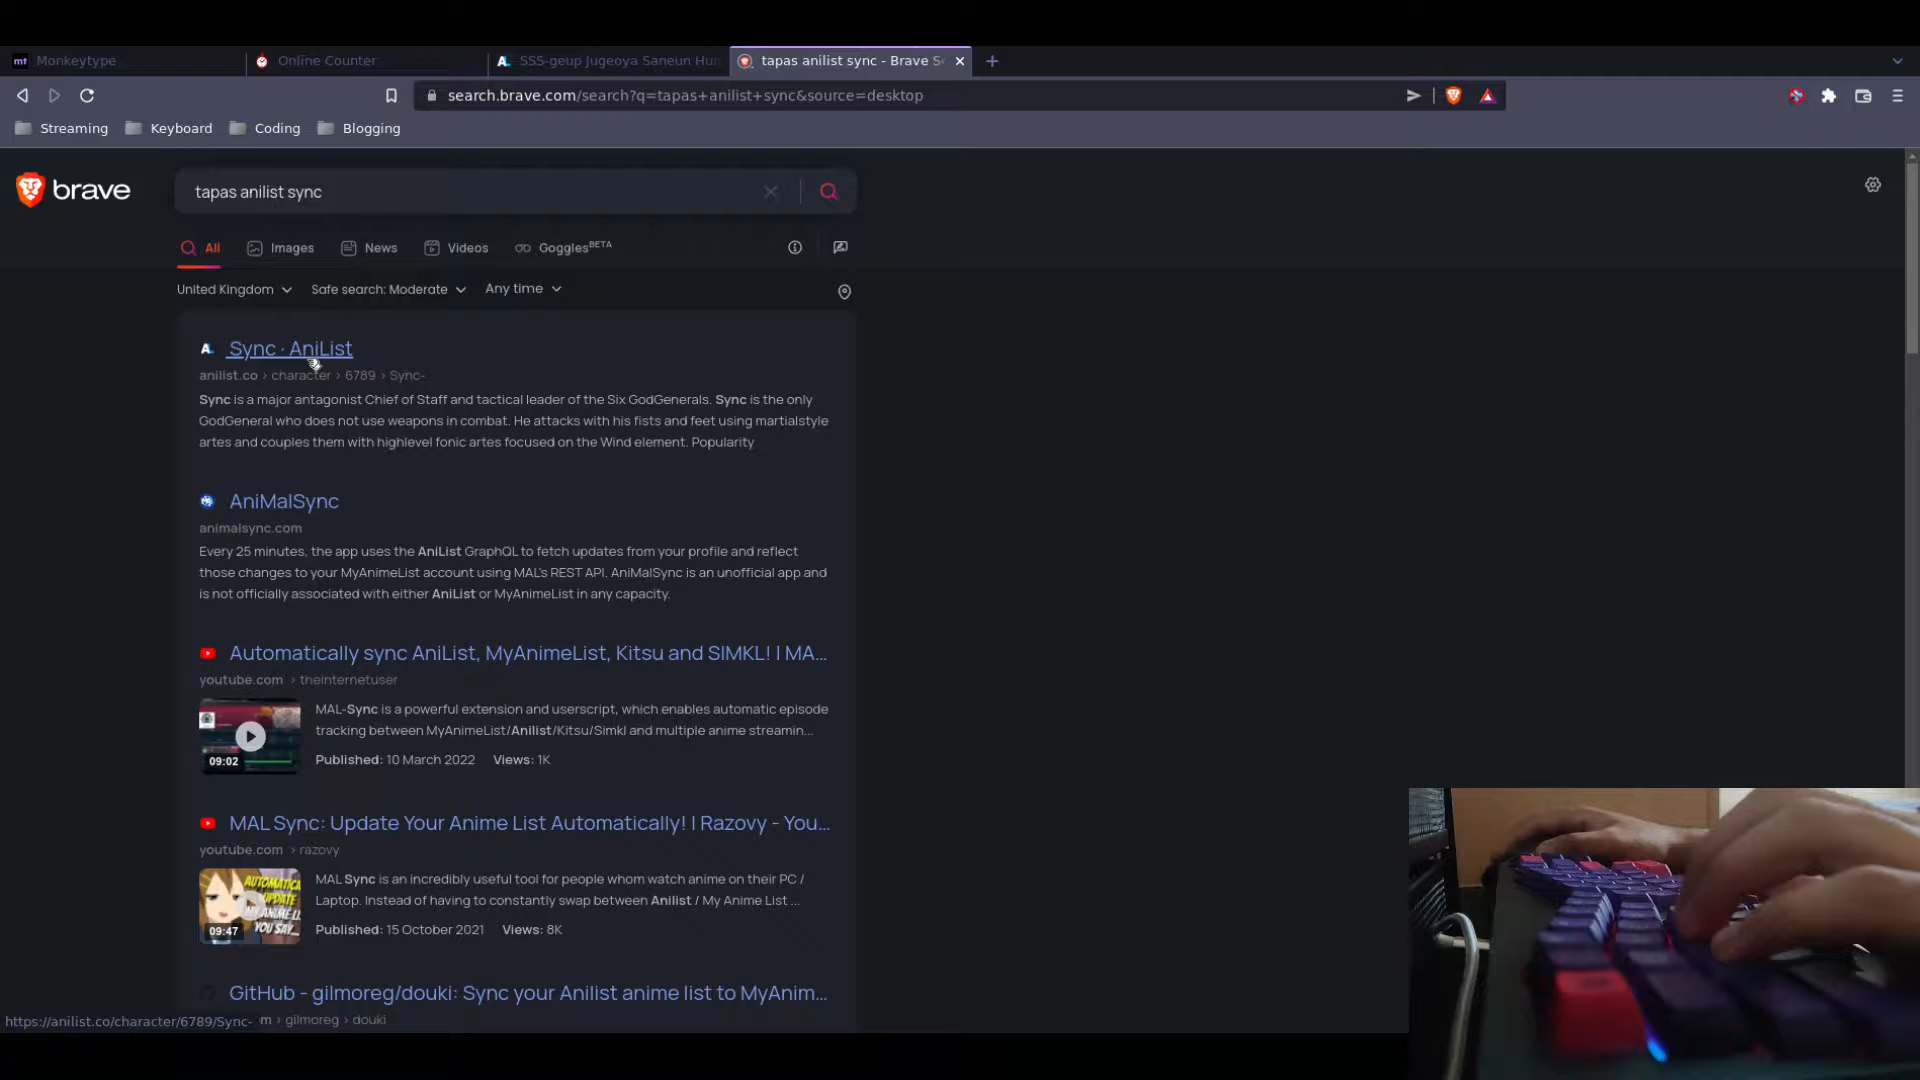 mt Monkeytype
Online Counter
SSS-geup Jugeoya Saneun Hun
tapas anilist sync - Brave S
search.brave.com/search?q=tapas+anilist+sync&source=desktop
Streaming
Keyboard
Coding
Blogging
brave
tapas anilist sync
All
Images
News
Videos
Goggles BETA
United Kingdom
Safe search: Moderate
Any time
Sync · AniList
anilist.co › character › 6789 › Sync-
Sync is a major antagonist Chief of Staff and tactical leader of the Six GodGenerals. Sync is the only
GodGeneral who does not use weapons in combat. He attacks with his fists and feet using martialstyle
artes and couples them with highlevel fonic artes focused on the Wind element. Popularity
AniMalSync
animalsync.com
Every 25 minutes, the app uses the AniList GraphQL to fetch updates from your profile and reflect
those changes to your MyAnimeList account using MAL's REST API. AniMalSync is an unofficial app and
is not officially associated with either AniList or MyAnimeList in any capacity.
Automatically sync AniList, MyAnimeList, Kitsu and SIMKL! | MA...
youtube.com › theinternetuser
MAL-Sync is a powerful extension and userscript, which enables automatic episode
tracking between MyAnimeList/Anilist/Kitsu/Simkl and multiple anime streamin...
09:02
Published: 10 March 2022 Views: 1K
MAL Sync: Update Your Anime List Automatically! | Razovy - You...
youtube.com › razovy
MAL Sync is an incredibly useful tool for people whom watch anime on their PC /
Laptop. Instead of having to constantly swap between Anilist / My Anime List ...
09:47
Published: 15 October 2021 Views: 8K
GitHub - gilmoreg/douki: Sync your Anilist anime list to MyAnim...
https://anilist.co/character/6789/Sync- m › gilmoreg › douki